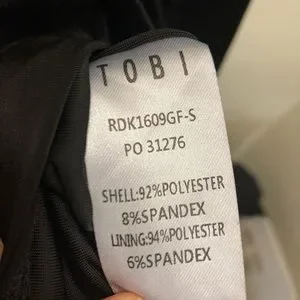 TOBI
RDK1609GF-S
PO 31276
SHELL:92%POLYESTER
8%SPANDEX
LINING:94%POLYESTER
6%SPANDEX